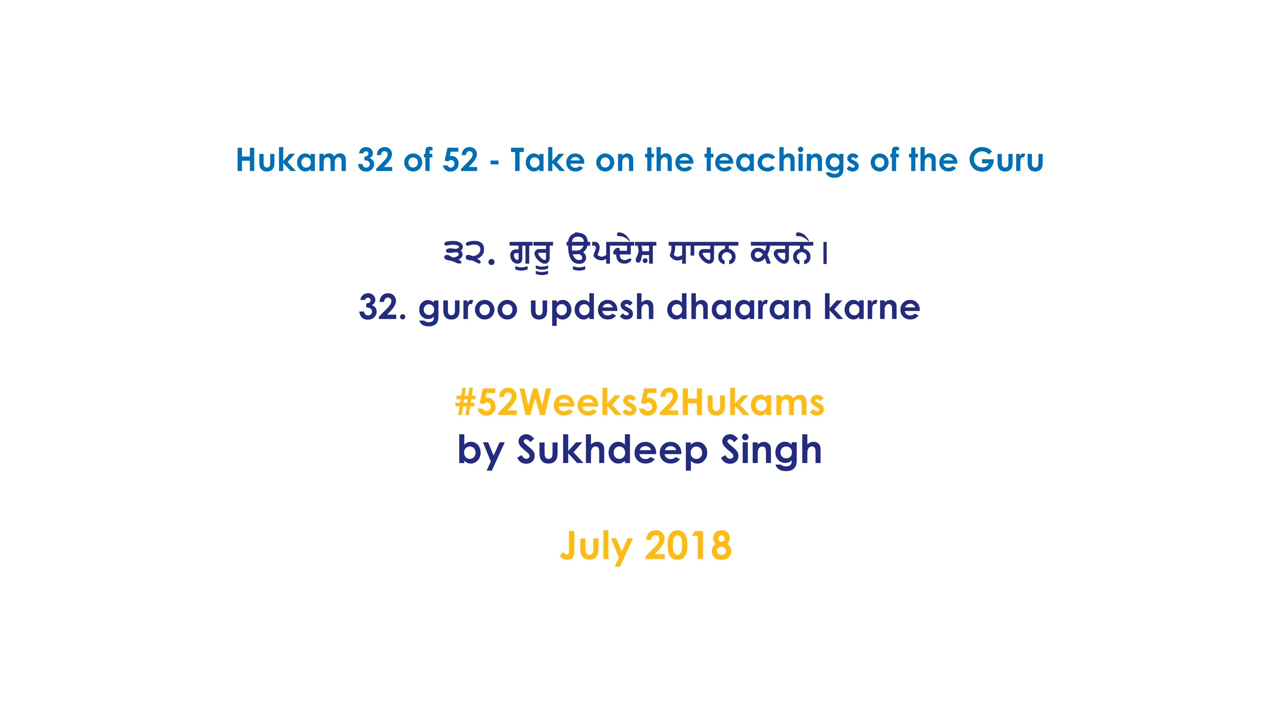 Hukam 32 of 52 - Take on the teachings of the Guru
੩੨. ਗੁਰੂ ਉਪਦੇਸ਼ ਧਾਰਨ ਕਰਨੇ।
32. guroo updesh dhaaran karne
#52Weeks52Hukams
by Sukhdeep Singh
July 2018